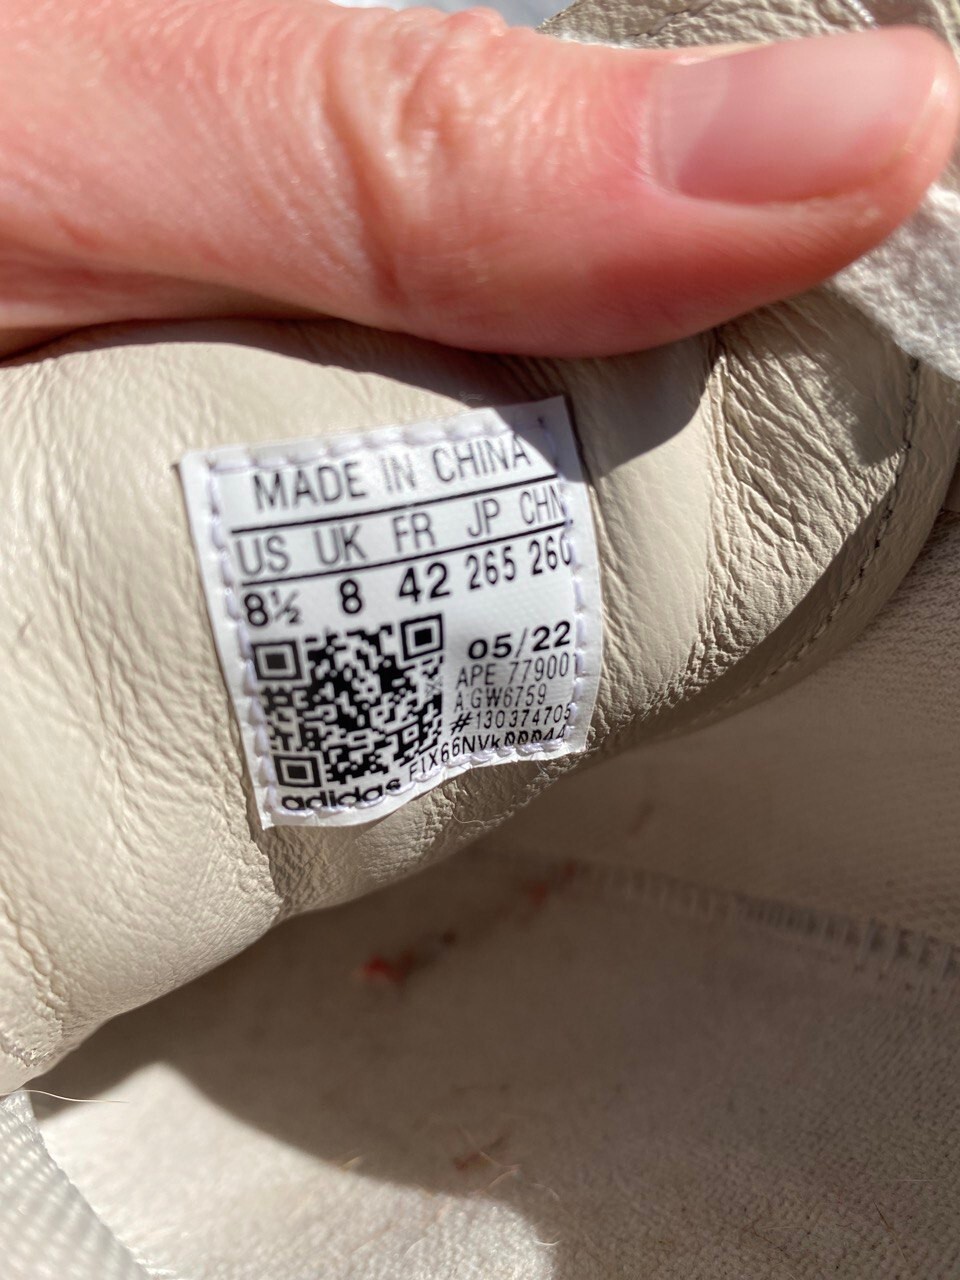 MADE IN CHINA
US UK FR JP CHN
8½ 8 42 265 260
05/22
APE 779001
A:GW6759
#130374705
F1X66NVk00044
adidas